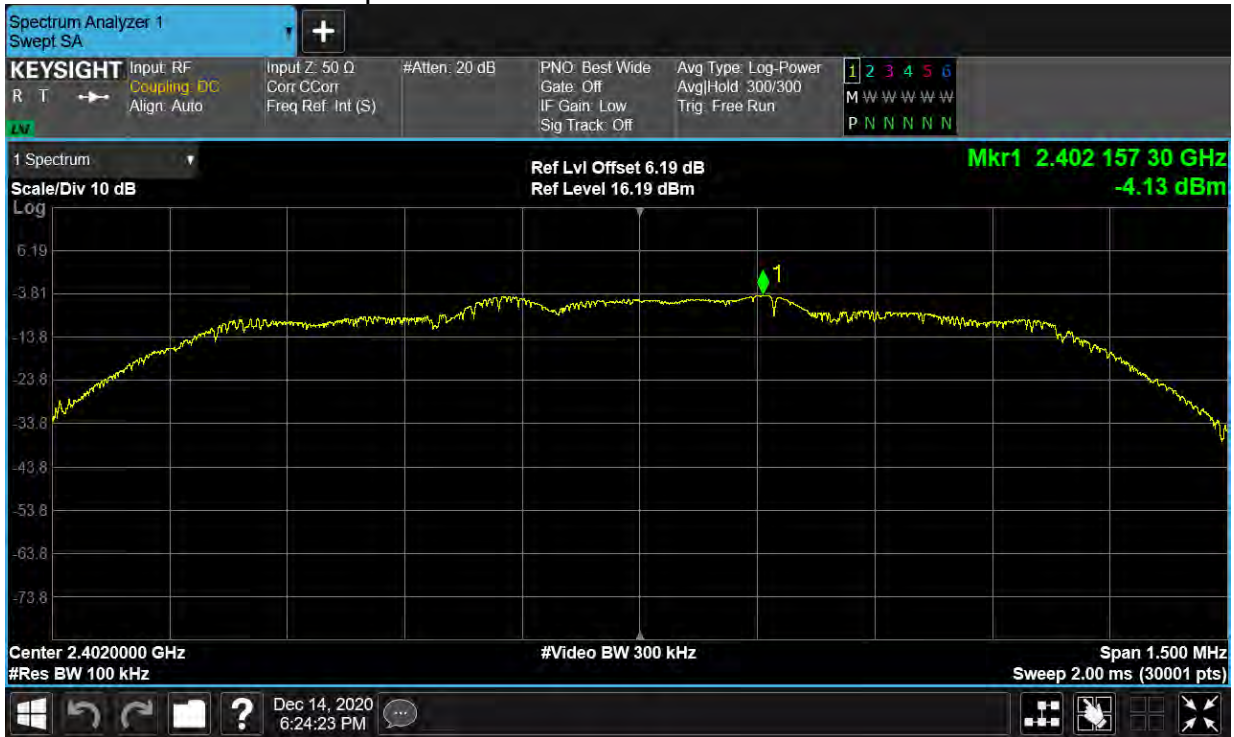 Spectrum Analyzer 1
Swept SA
+
KEYSIGHT Input: RF Input Z: 50 Ω #Atten: 20 dB PNO: Best Wide Avg Type: Log-Power 1 2 3 4 5 6
R T Coupling: DC Corr CCorr Gate: Off Avg|Hold: 300/300 M W W W W W W
Align: Auto Freq Ref: Int (S) IF Gain: Low Trig: Free Run
LXI Sig Track: Off P N N N N N N
1 Spectrum Ref Lvl Offset 6.19 dB Mkr1 2.402 157 30 GHz
Scale/Div 10 dB Ref Level 16.19 dBm -4.13 dBm
Log
6.19
1
-3.81
-13.8
-23.8
-33.8
-43.8
-53.8
-63.8
-73.8
Center 2.4020000 GHz #Video BW 300 kHz Span 1.500 MHz
#Res BW 100 kHz Sweep 2.00 ms (30001 pts)
? Dec 14, 2020
6:24:23 PM